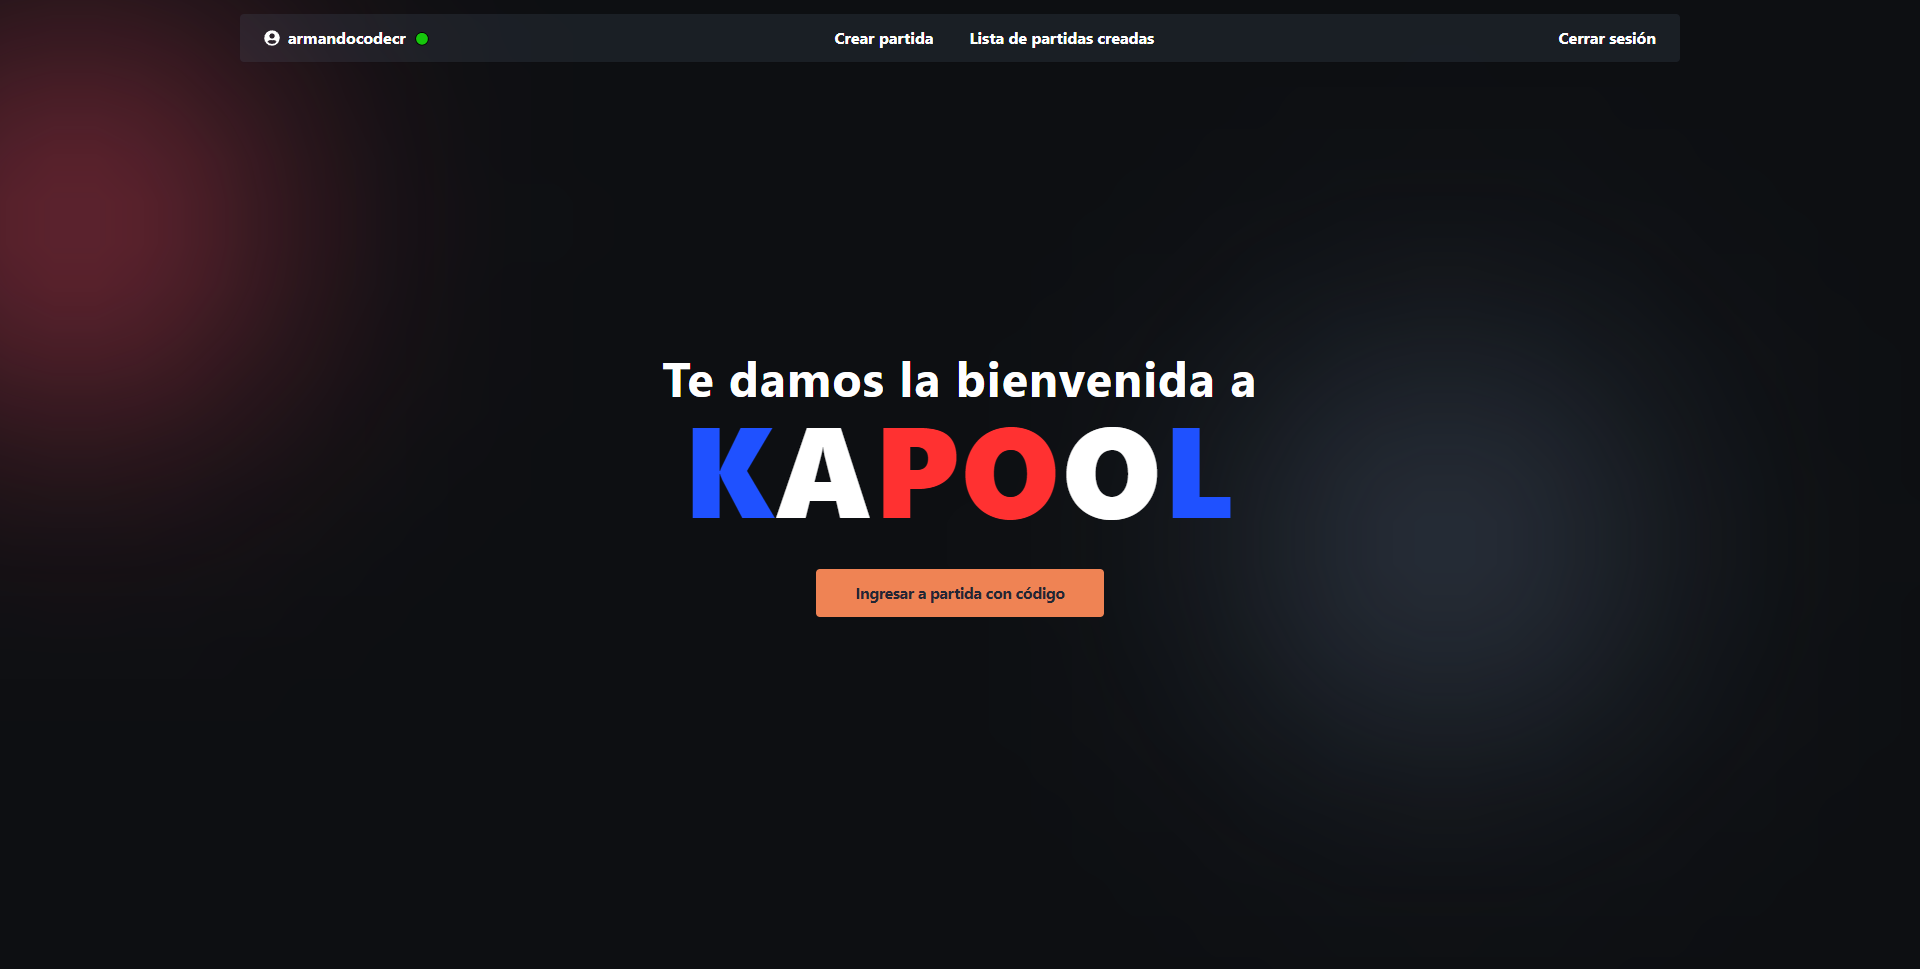 armandocodecr
Crear partida
Lista de partidas creadas
Cerrar sesión
Te damos la bienvenida a
KAPOOL
Ingresar a partida con código